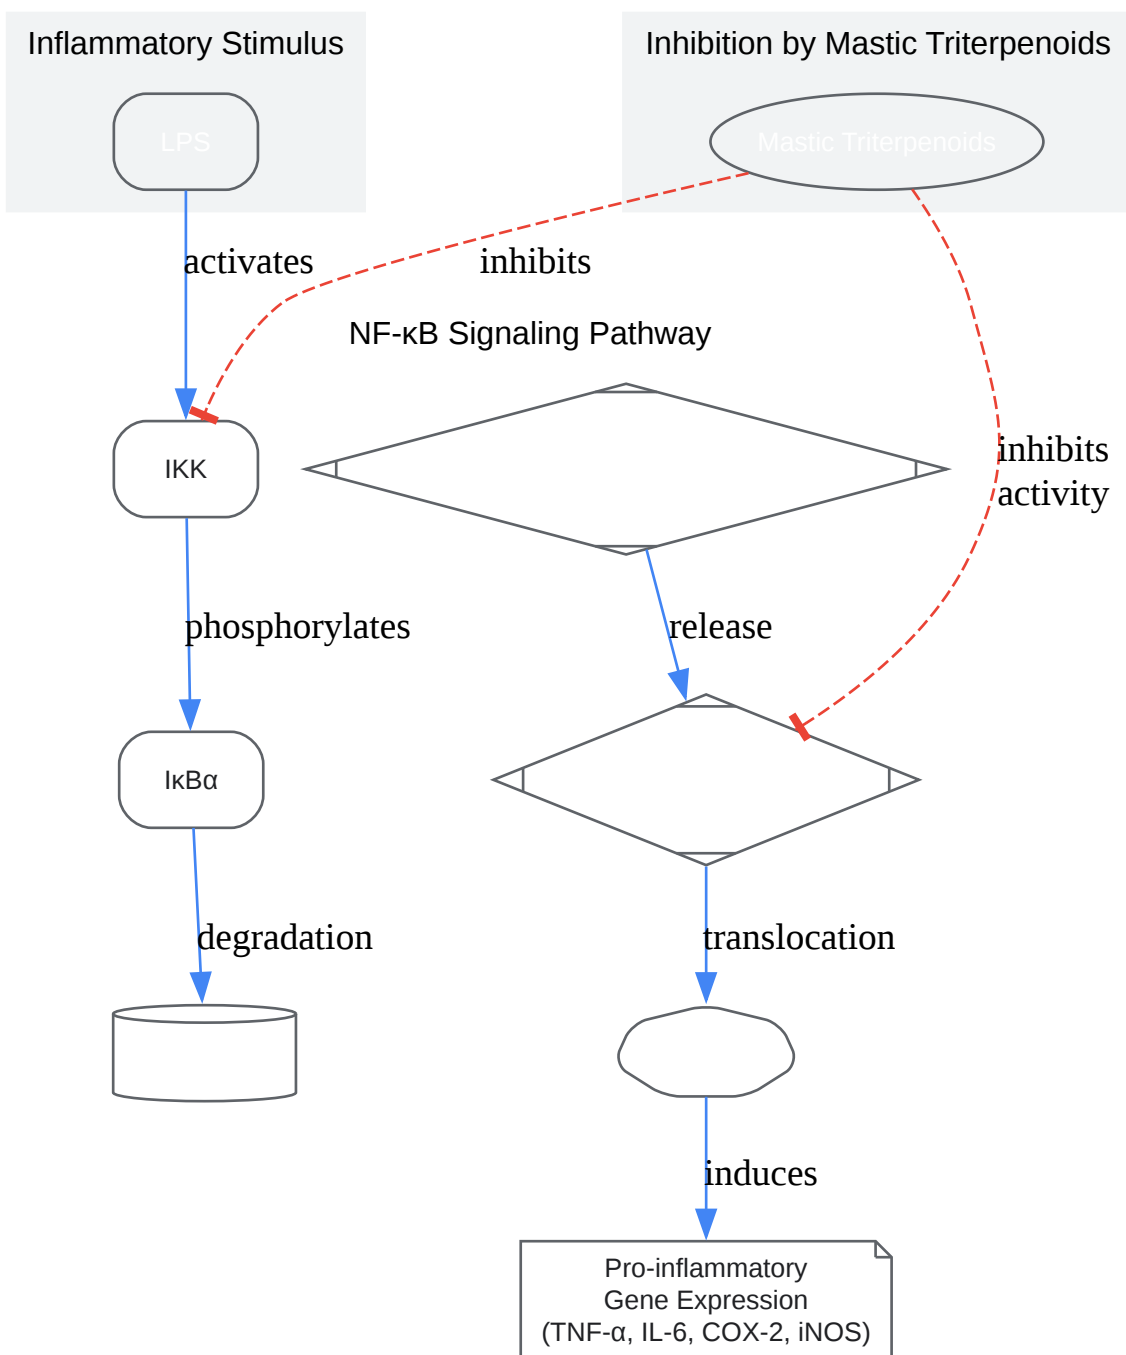 Inflammatory Stimulus
Inhibition by Mastic Triterpenoids
LPS
Mastic Triterpenoids
activates
inhibits
NF-κB Signaling Pathway
inhibits
activity
IKK
phosphorylates
release
IκBα
degradation
translocation
induces
Pro-inflammatory
Gene Expression
(TNF-α, IL-6, COX-2, iNOS)